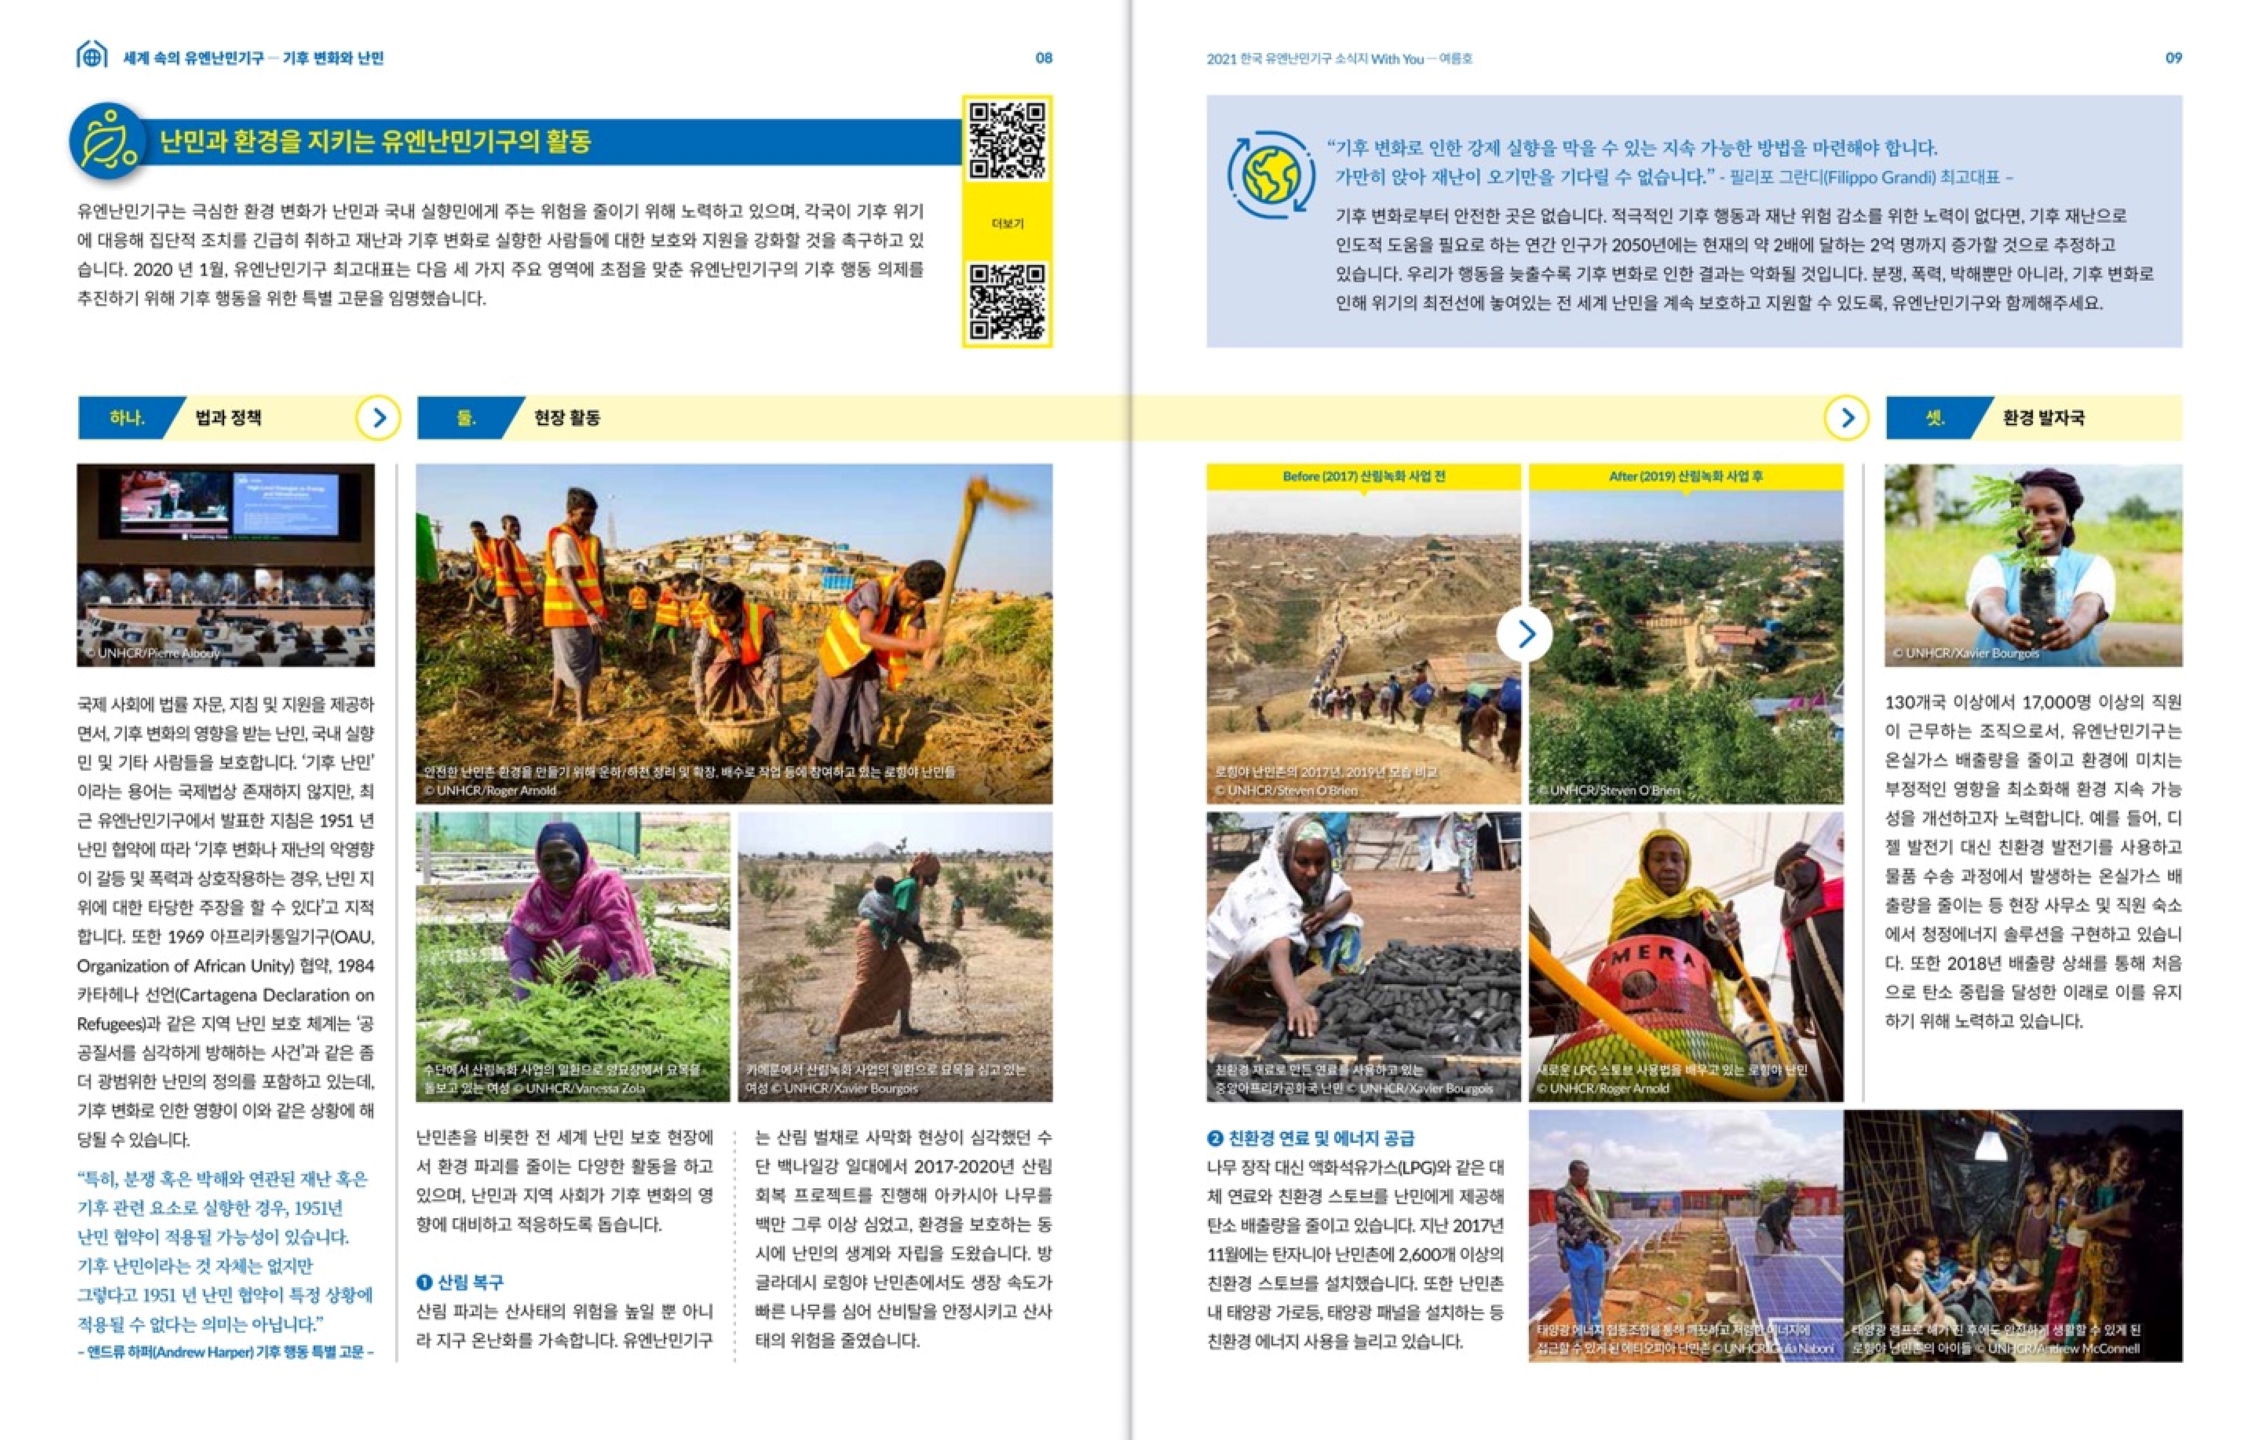 세계 속의 유엔난민기구 — 기후 변화와 난민
08
난민과 환경을 지키는 유엔난민기구의 활동
더보기
유엔난민기구는 극심한 환경 변화가 난민과 국내 실향민에게 주는 위험을 줄이기 위해 노력하고 있으며, 각국이 기후 위기
에 대응해 집단적 조치를 긴급히 취하고 재난과 기후 변화로 실향한 사람들에 대한 보호와 지원을 강화할 것을 촉구하고 있
습니다. 2020 년 1월, 유엔난민기구 최고대표는 다음 세 가지 주요 영역에 초점을 맞춘 유엔난민기구의 기후 행동 의제를
추진하기 위해 기후 행동을 위한 특별 고문을 임명했습니다.
하나. 법과 정책
© UNHCR/Pierre Albouy
국제 사회에 법률 자문, 지침 및 지원을 제공하
면서, 기후 변화의 영향을 받는 난민, 국내 실향
민 및 기타 사람들을 보호합니다. ‘기후 난민’
이라는 용어는 국제법상 존재하지 않지만, 최
근 유엔난민기구에서 발표한 지침은 1951 년
난민 협약에 따라 ‘기후 변화나 재난의 악영향
이 갈등 및 폭력과 상호작용하는 경우, 난민 지
위에 대한 타당한 주장을 할 수 있다’고 지적
합니다. 또한 1969 아프리카통일기구(OAU,
Organization of African Unity) 협약, 1984
카타헤나 선언(Cartagena Declaration on
Refugees)과 같은 지역 난민 보호 체계는 ‘공
공질서를 심각하게 방해하는 사건’과 같은 좀
더 광범위한 난민의 정의를 포함하고 있는데,
기후 변화로 인한 영향이 이와 같은 상황에 해
당될 수 있습니다.
“특히, 분쟁 혹은 박해와 연관된 재난 혹은
기후 관련 요소로 실향한 경우, 1951년
난민 협약이 적용될 가능성이 있습니다.
기후 난민이라는 것 자체는 없지만
그렇다고 1951 년 난민 협약이 특정 상황에
적용될 수 없다는 의미는 아닙니다.”
– 앤드류 하퍼(Andrew Harper) 기후 행동 특별 고문 –
둘. 현장 활동
안전한 난민촌 환경을 만들기 위해 운하/하천 정리 및 확장, 배수로 작업 등에 참여하고 있는 로힝야 난민들
© UNHCR/Roger Arnold
수단에서 산림녹화 사업의 일환으로 양묘장에서 묘목을
돌보고 있는 여성 © UNHCR/Vanessa Zola
카메룬에서 산림녹화 사업의 일환으로 묘목을 심고 있는
여성 © UNHCR/Xavier Bourgois
난민촌을 비롯한 전 세계 난민 보호 현장에
서 환경 파괴를 줄이는 다양한 활동을 하고
있으며, 난민과 지역 사회가 기후 변화의 영
향에 대비하고 적응하도록 돕습니다.
❶ 산림 복구
산림 파괴는 산사태의 위험을 높일 뿐 아니
라 지구 온난화를 가속합니다. 유엔난민기구
는 산림 벌채로 사막화 현상이 심각했던 수
단 백나일강 일대에서 2017-2020년 산림
회복 프로젝트를 진행해 아카시아 나무를
백만 그루 이상 심었고, 환경을 보호하는 동
시에 난민의 생계와 자립을 도왔습니다. 방
글라데시 로힝야 난민촌에서도 생장 속도가
빠른 나무를 심어 산비탈을 안정시키고 산사
태의 위험을 줄였습니다.
2021 한국 유엔난민기구 소식지 With You — 여름호
09
“기후 변화로 인한 강제 실향을 막을 수 있는 지속 가능한 방법을 마련해야 합니다.
가만히 앉아 재난이 오기만을 기다릴 수 없습니다.” - 필리포 그란디(Filippo Grandi) 최고대표 –
기후 변화로부터 안전한 곳은 없습니다. 적극적인 기후 행동과 재난 위험 감소를 위한 노력이 없다면, 기후 재난으로
인도적 도움을 필요로 하는 연간 인구가 2050년에는 현재의 약 2배에 달하는 2억 명까지 증가할 것으로 추정하고
있습니다. 우리가 행동을 늦출수록 기후 변화로 인한 결과는 악화될 것입니다. 분쟁, 폭력, 박해뿐만 아니라, 기후 변화로
인해 위기의 최전선에 놓여있는 전 세계 난민을 계속 보호하고 지원할 수 있도록, 유엔난민기구와 함께해주세요.
Before (2017) 산림녹화 사업 전
After (2019) 산림녹화 사업 후
로힝야 난민촌의 2017년, 2019년 모습 비교
© UNHCR/Steven O'Brien
© UNHCR/Steven O'Brien
친환경 재료로 만든 연료를 사용하고 있는
중앙아프리카공화국 난민 © UNHCR/Xavier Bourgois
MERA
새로운 LPG 스토브 사용법을 배우고 있는 로힝야 난민
© UNHCR/Roger Arnold
❷ 친환경 연료 및 에너지 공급
나무 장작 대신 액화석유가스(LPG)와 같은 대
체 연료와 친환경 스토브를 난민에게 제공해
탄소 배출량을 줄이고 있습니다. 지난 2017년
11월에는 탄자니아 난민촌에 2,600개 이상의
친환경 스토브를 설치했습니다. 또한 난민촌
내 태양광 가로등, 태양광 패널을 설치하는 등
친환경 에너지 사용을 늘리고 있습니다.
태양광 에너지 협동조합을 통해 깨끗하고 저렴한 에너지에
접근할 수 있게 된 에티오피아 난민촌 © UNHCR/Giulia Naboni
태양광 램프로 해가 진 후에도 안전하게 생활할 수 있게 된
로힝야 난민촌의 아이들 © UNHCR/Andrew McConnell
셋. 환경 발자국
© UNHCR/Xavier Bourgois
130개국 이상에서 17,000명 이상의 직원
이 근무하는 조직으로서, 유엔난민기구는
온실가스 배출량을 줄이고 환경에 미치는
부정적인 영향을 최소화해 환경 지속 가능
성을 개선하고자 노력합니다. 예를 들어, 디
젤 발전기 대신 친환경 발전기를 사용하고
물품 수송 과정에서 발생하는 온실가스 배
출량을 줄이는 등 현장 사무소 및 직원 숙소
에서 청정에너지 솔루션을 구현하고 있습니
다. 또한 2018년 배출량 상쇄를 통해 처음
으로 탄소 중립을 달성한 이래로 이를 유지
하기 위해 노력하고 있습니다.